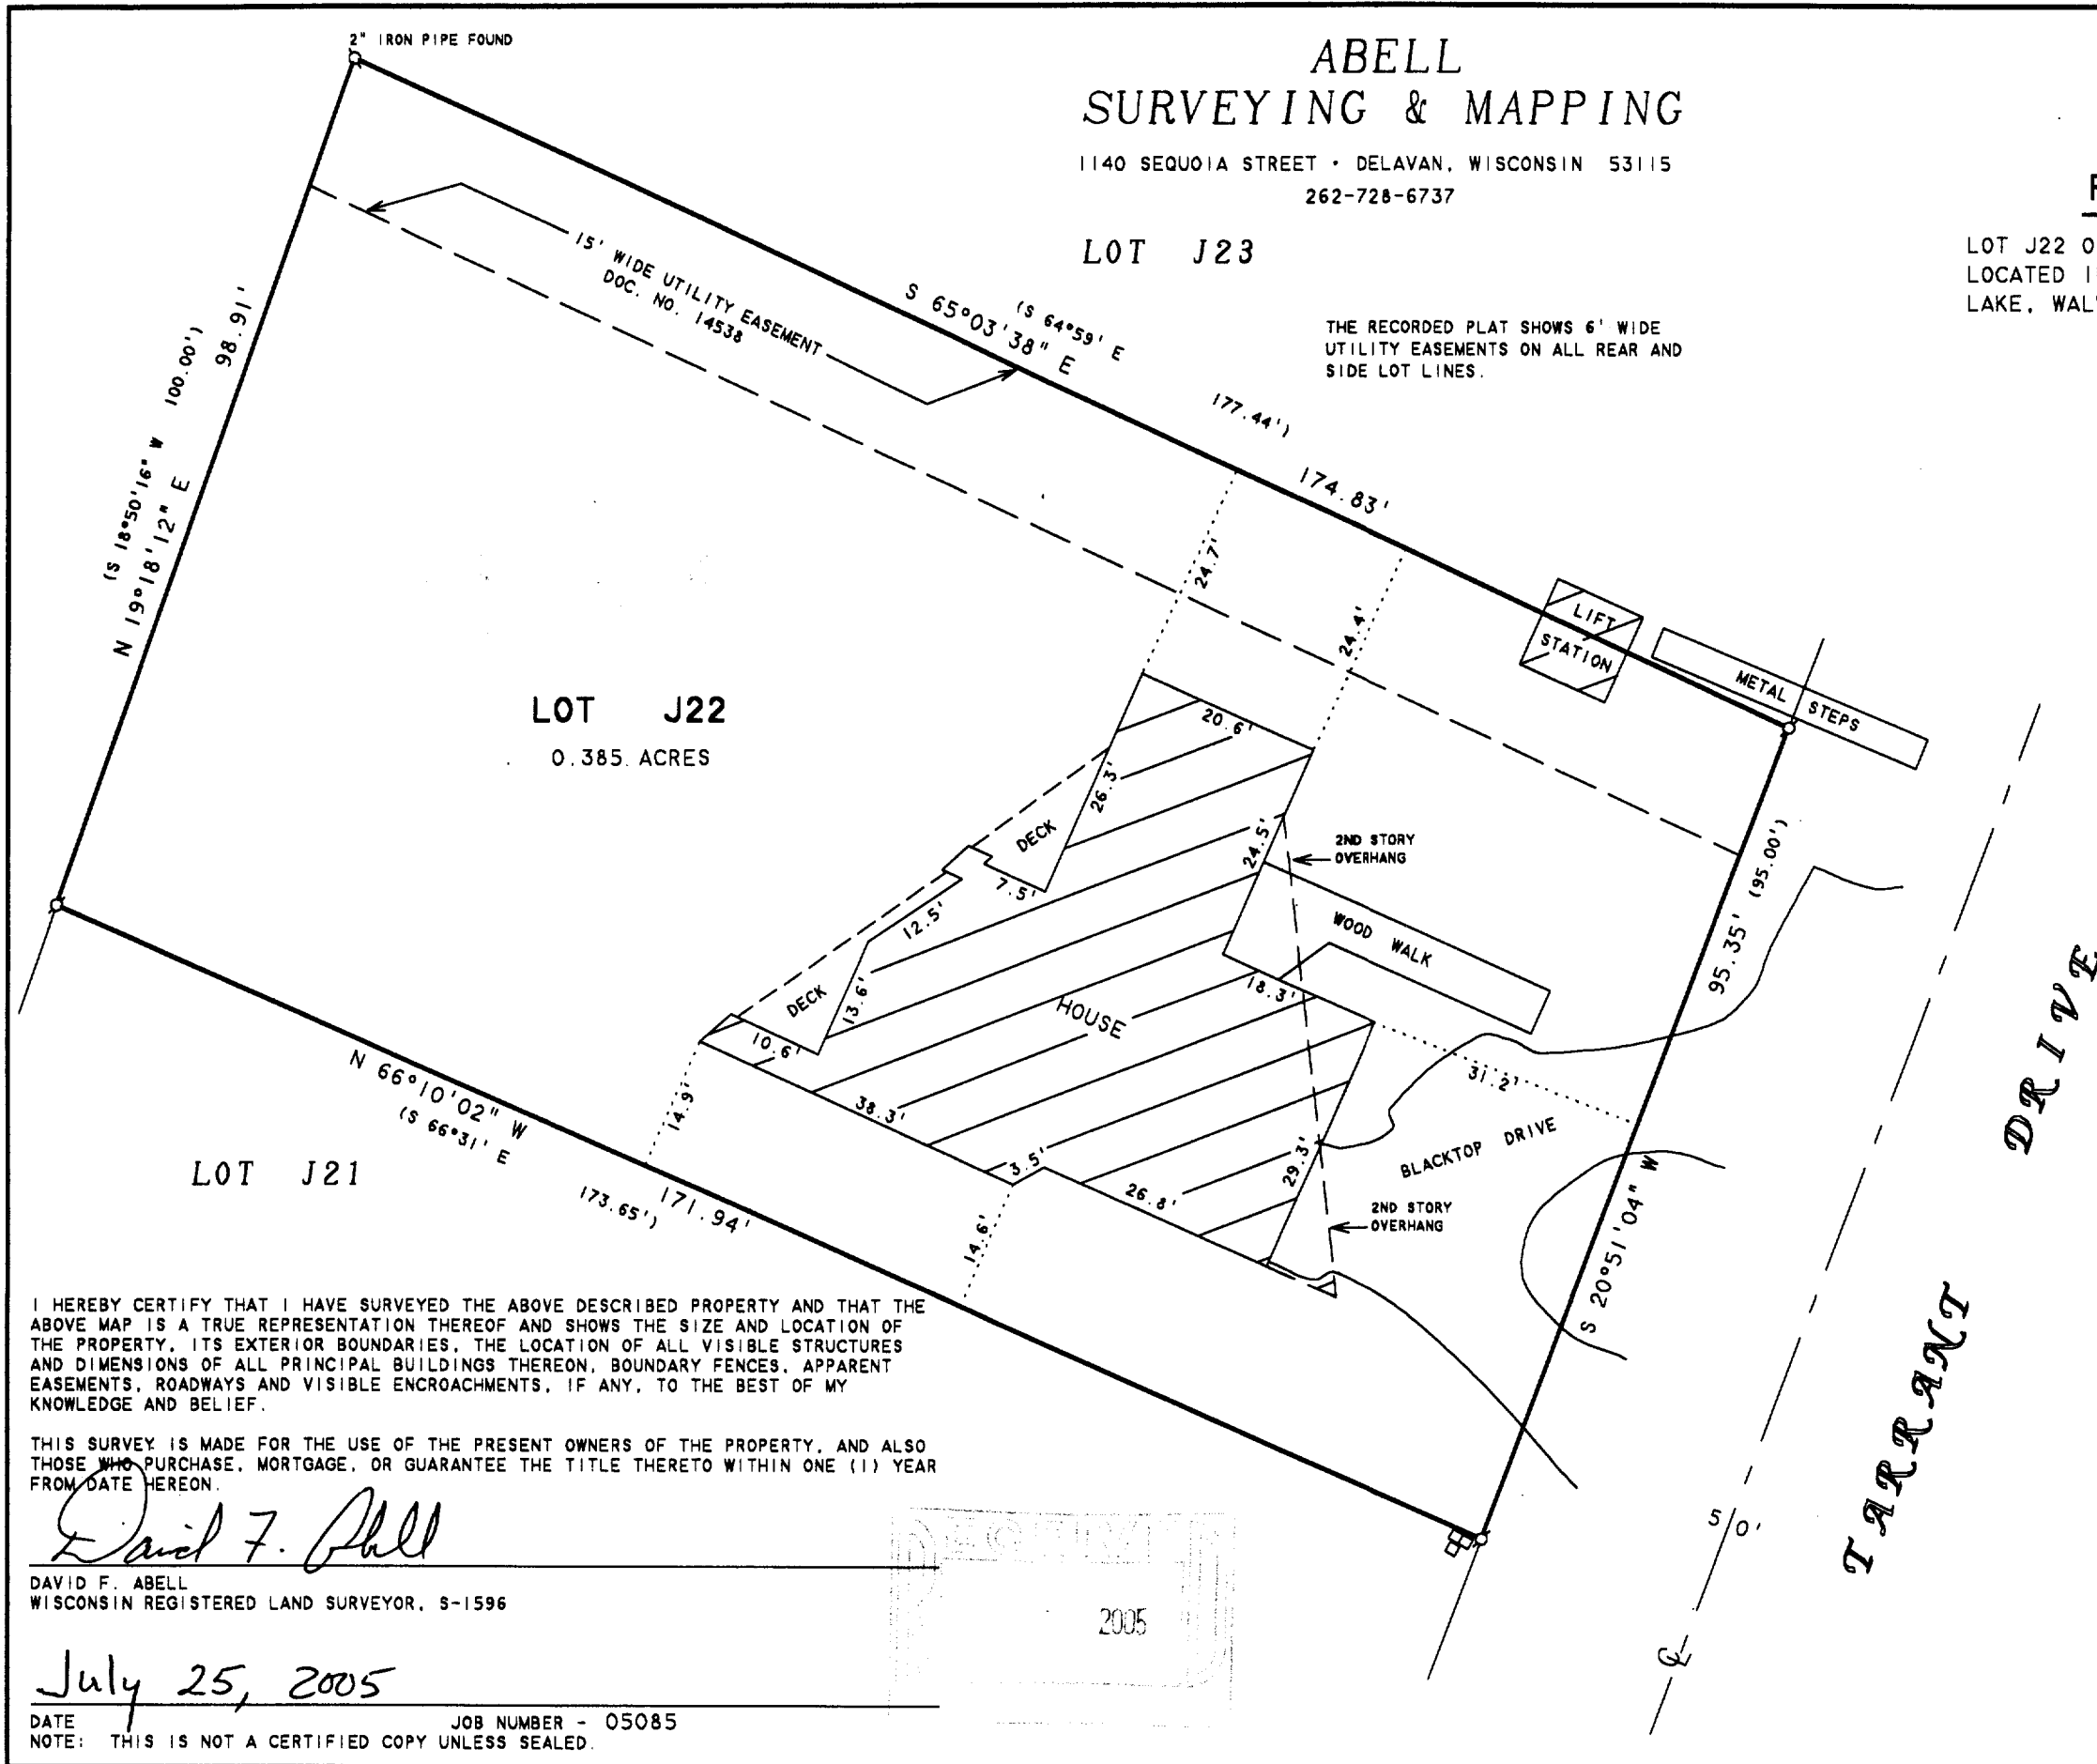 2" IRON PIPE FOUND
ABELL
SURVEYING & MAPPING
1140 SEQUOIA STREET · DELAVAN, WISCONSIN 53115
262-728-6737
LOT J23
LOT J22
LOCATED
LAKE,
THE RECORDED PLAT SHOWS 6' WIDE
UTILITY EASEMENTS ON ALL REAR AND
SIDE LOT LINES.
15' WIDE UTILITY EASEMENT
DOC. NO. 14538
(S 64°59' E
S 65°03'38" E
177.44')
174.83'
(S 18°50'16" W 100.00')
N 19°18'12" E 98.91'
24.7'
24.4'
LIFT
STATION
METAL STEPS
LOT J22
0.385 ACRES
20.6'
26.3'
DECK
24.5'
2ND STORY
OVERHANG
7.5'
12.5'
WOOD WALK
95.35' (95.00')
DECK
13.6'
HOUSE
18.3'
10.6'
31.2'
14.9'
38.3'
N 66°10'02" W
(S 66°31' E
173.65')
171.94'
LOT J21
3.5'
26.8'
29.3'
BLACKTOP DRIVE
2ND STORY
OVERHANG
14.6'
S 20°51'04" W
TARRANT DRIVE
50'
I HEREBY CERTIFY THAT I HAVE SURVEYED THE ABOVE DESCRIBED PROPERTY AND THAT THE
ABOVE MAP IS A TRUE REPRESENTATION THEREOF AND SHOWS THE SIZE AND LOCATION OF
THE PROPERTY, ITS EXTERIOR BOUNDARIES, THE LOCATION OF ALL VISIBLE STRUCTURES
AND DIMENSIONS OF ALL PRINCIPAL BUILDINGS THEREON, BOUNDARY FENCES, APPARENT
EASEMENTS, ROADWAYS AND VISIBLE ENCROACHMENTS, IF ANY, TO THE BEST OF MY
KNOWLEDGE AND BELIEF.
THIS SURVEY IS MADE FOR THE USE OF THE PRESENT OWNERS OF THE PROPERTY, AND ALSO
THOSE WHO PURCHASE, MORTGAGE, OR GUARANTEE THE TITLE THERETO WITHIN ONE (1) YEAR
FROM DATE HEREON.
David F. Abell
DAVID F. ABELL
WISCONSIN REGISTERED LAND SURVEYOR, S-1596
2005
July 25, 2005
DATE JOB NUMBER - 05085
NOTE: THIS IS NOT A CERTIFIED COPY UNLESS SEALED.